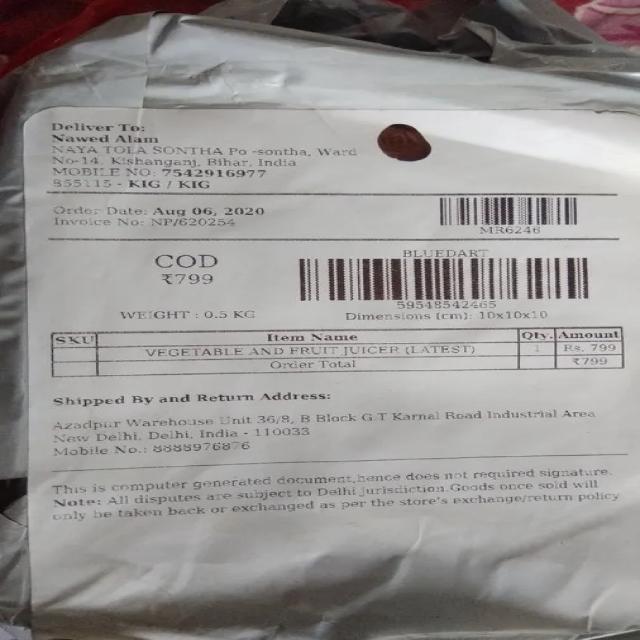 Deliver To:
Nawed Alam
NAYA TOLA SONTHA Po -sontha, Ward
No-14, Kishanganj, Bihar, India
MOBILE NO: 7542916977
855115 - KIG / KIG
Order Date: Aug 06, 2020
Invoice No: NP/620254
MR6246
COD
₹799
BLUEDART
59548542465
WEIGHT : 0.5 KG
Dimensions (cm): 10x10x10
SKU Item Name Qty. Amount
VEGETABLE AND FRUIT JUICER (LATEST) 1 Rs. 799
Order Total ₹799
Shipped By and Return Address:
Azadpur Warehouse Unit 36/8, B Block G.T Karnal Road Industrial Area
New Delhi, Delhi, India - 110033
Mobile No.: 8888976876
This is computer generated document,hence does not required signature.
Note: All disputes are subject to Delhi jurisdiction.Goods once sold will
only be taken back or exchanged as per the store's exchange/return policy